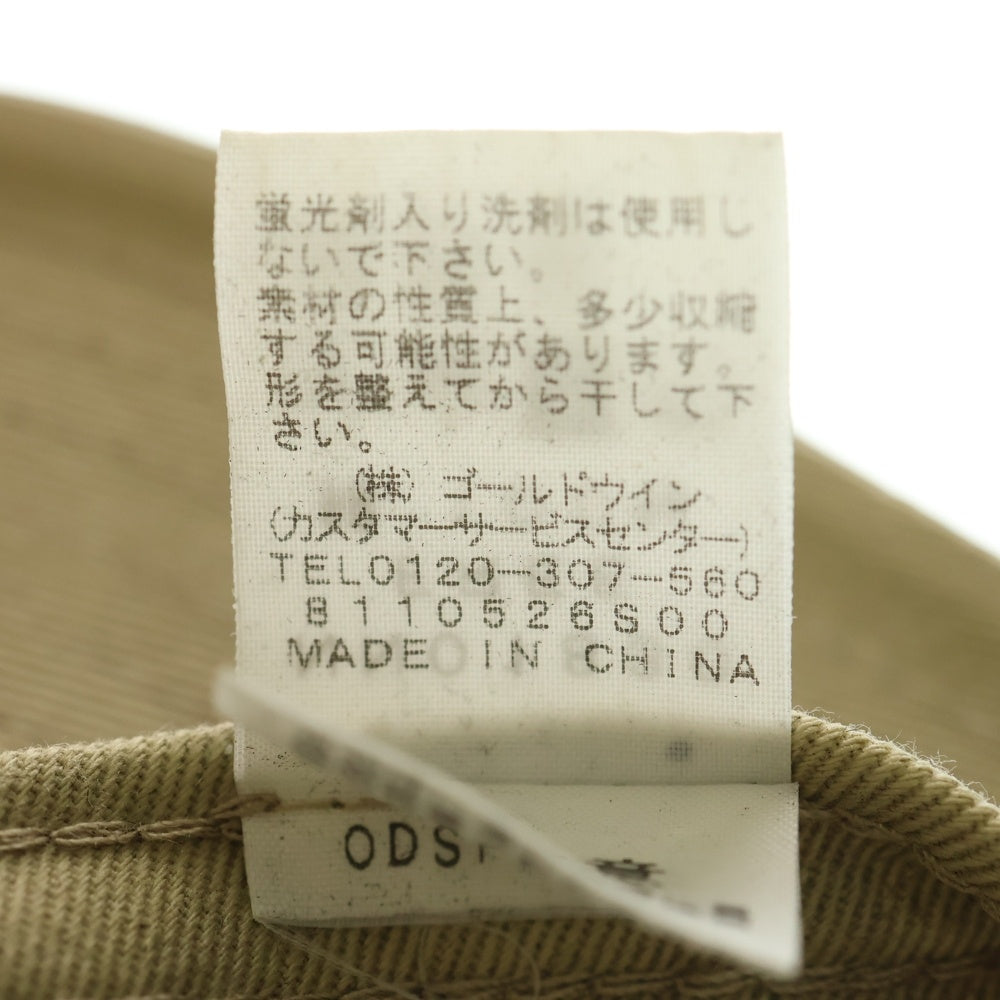 蛍光剤入り洗剤は使用し
ないで下さい。
素材の性質上、多少収縮
する可能性があります。
形を整えてから干して下
さい。
(株)ゴールドウイン
(カスタマーサービスセンター)
TEL0120-307-560
8110526S00
MADE IN CHINA